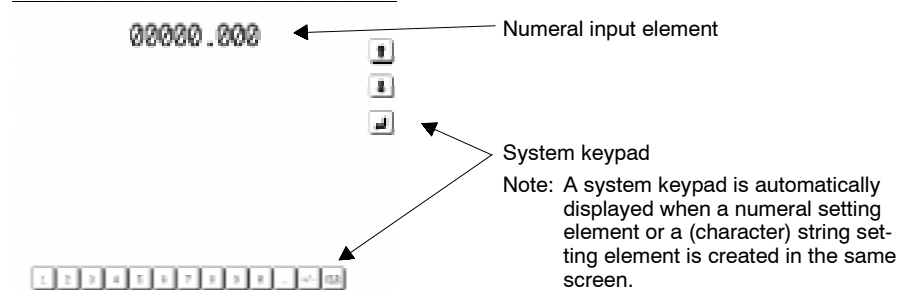 00000.000
Numeral input element
System keypad
Note: A system keypad is automatically
displayed when a numeral setting
element or a (character) string set-
ting element is created in the same
screen.
1 2 3 4 5 6 7 8 9 0 . +/- CLR